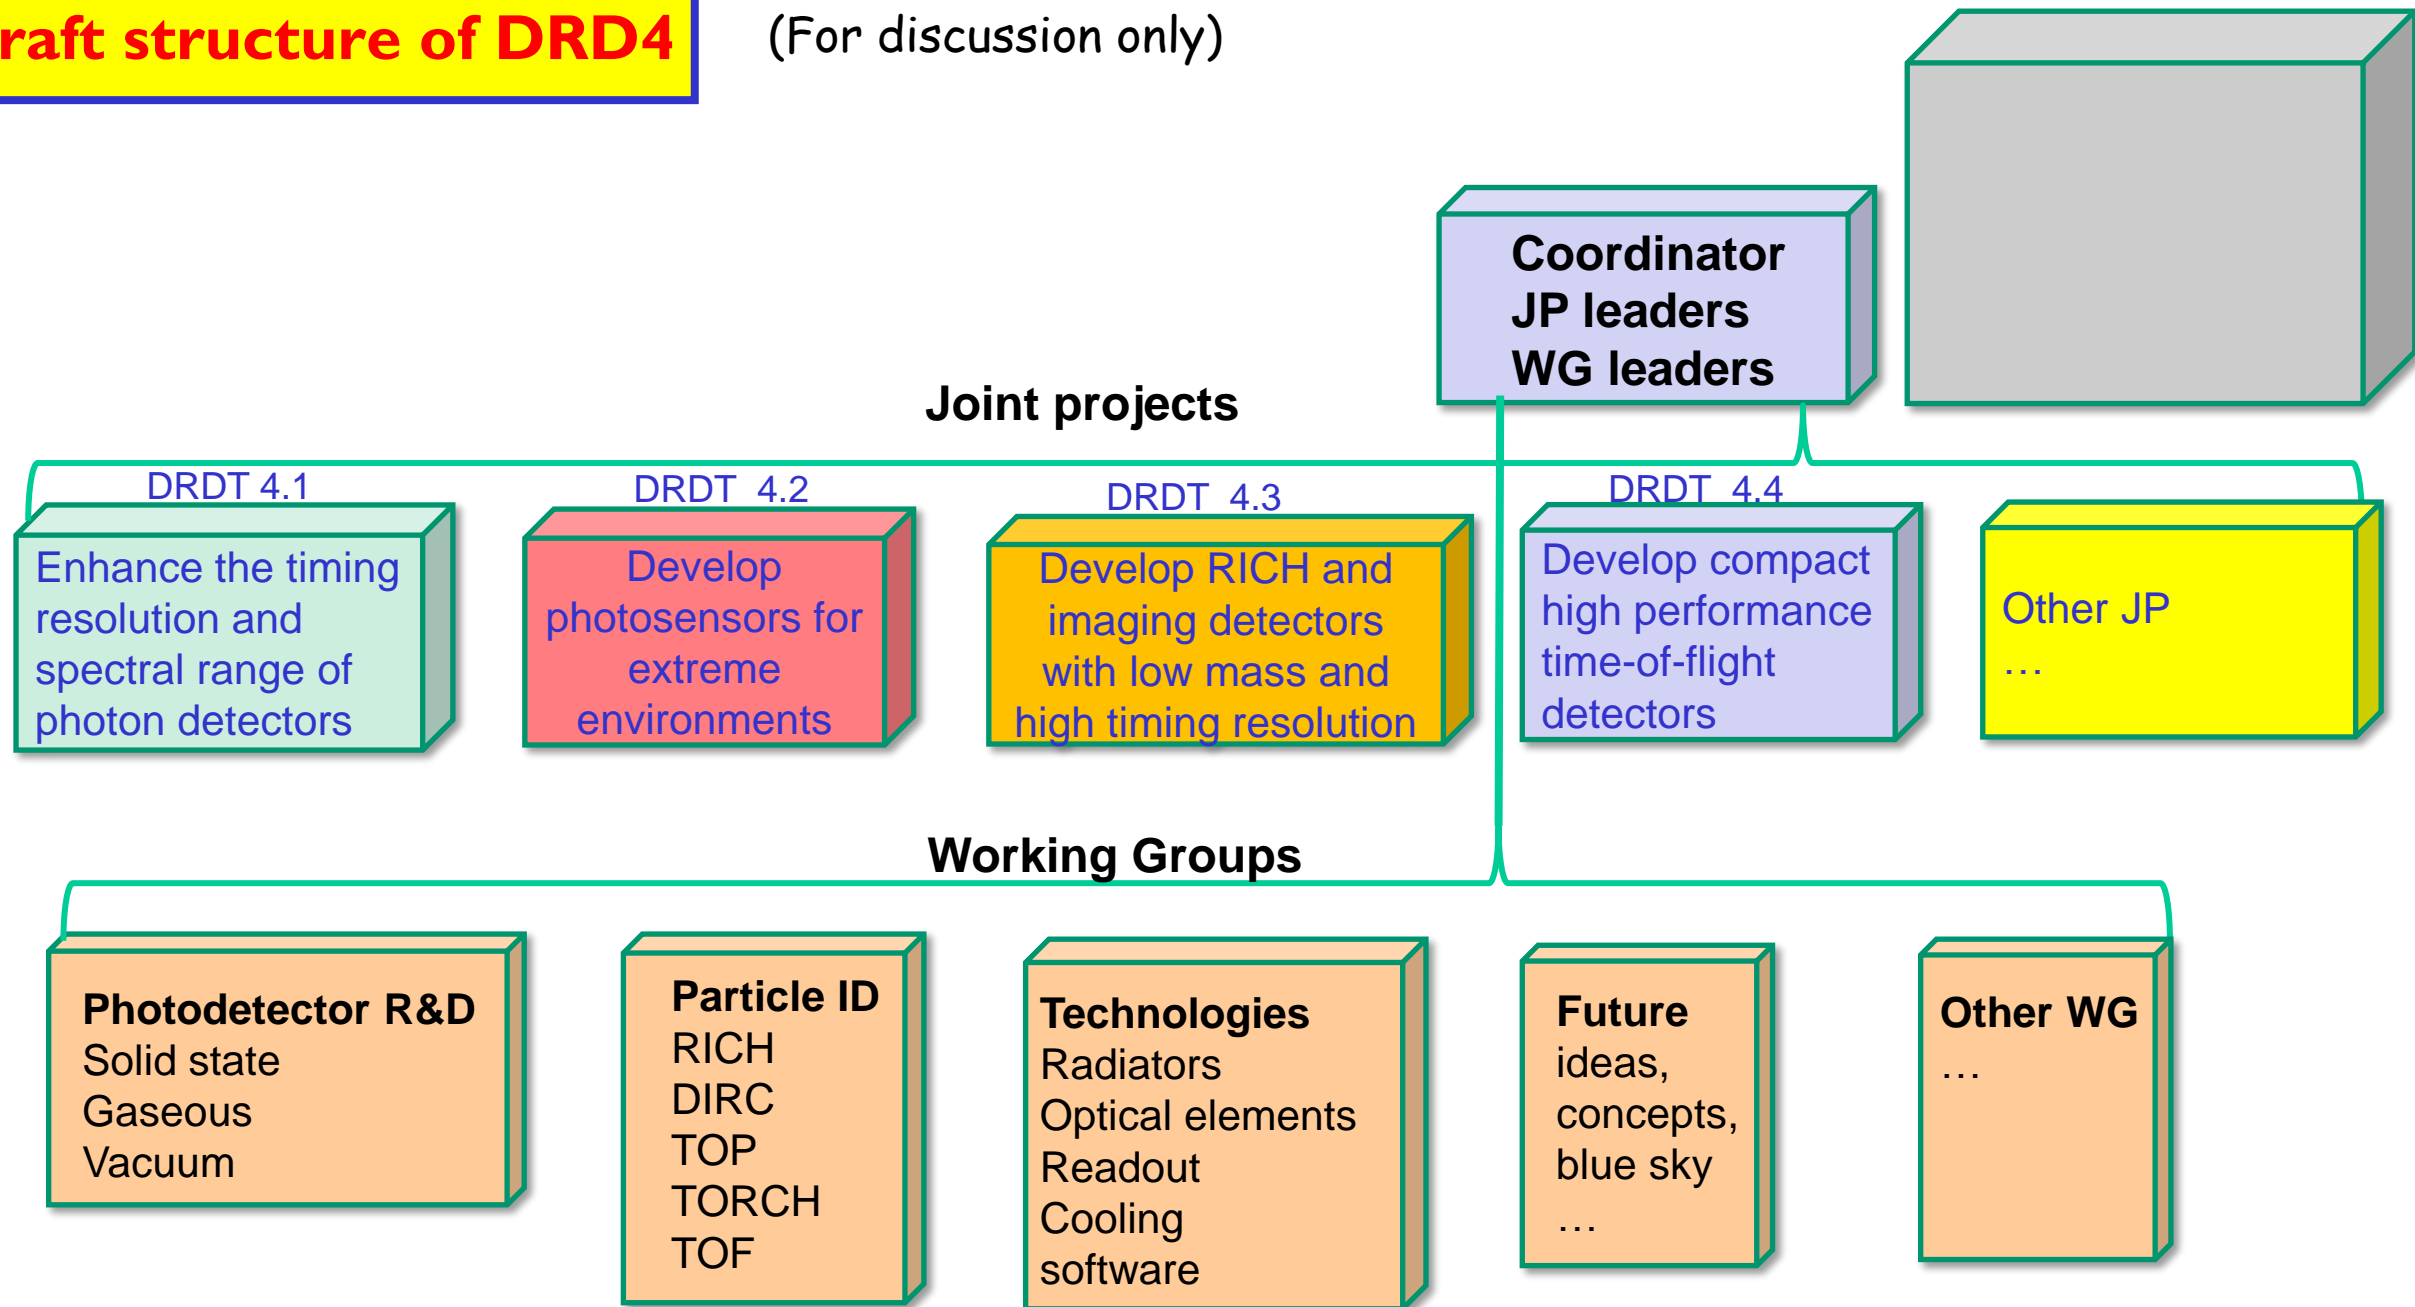 raft structure of DRD4
(For discussion only)
Coordinator
JP leaders
WG leaders
Joint projects
DRDT 4.1
Enhance the timing
resolution and
spectral range of
photon detectors
DRDT 4.2
Develop
photosensors for
extreme
environments
DRDT 4.3
Develop RICH and
imaging detectors
with low mass and
high timing resolution
DRDT 4.4
Develop compact
high performance
time-of-flight
detectors
Other JP
…
Working Groups
Photodetector R&D
Solid state
Gaseous
Vacuum
Particle ID
RICH
DIRC
TOP
TORCH
TOF
Technologies
Radiators
Optical elements
Readout
Cooling
software
Future
ideas,
concepts,
blue sky
…
Other WG
…